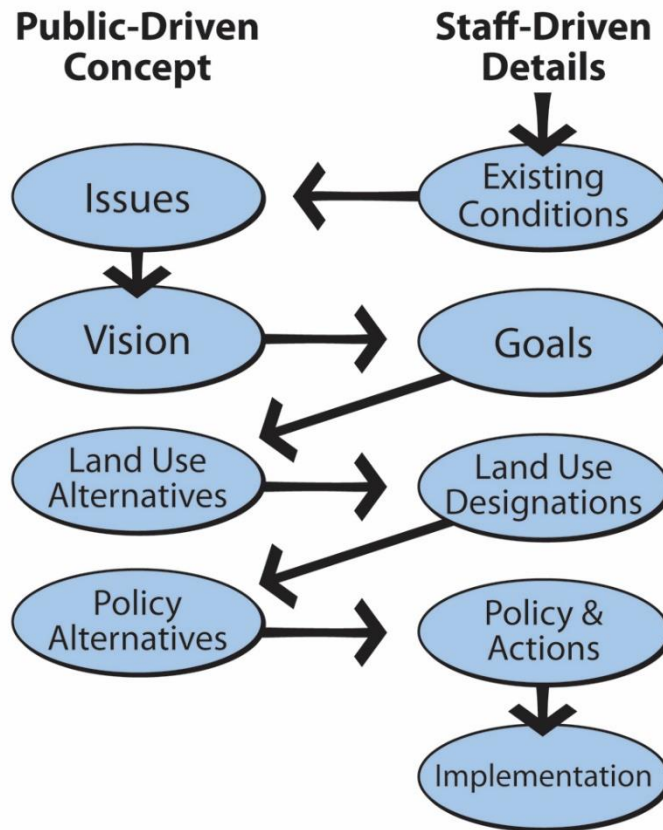 Public-Driven
Concept
Staff-Driven
Details
Issues
Existing
Conditions
Vision
Goals
Land Use
Alternatives
Land Use
Designations
Policy
Alternatives
Policy &
Actions
Implementation